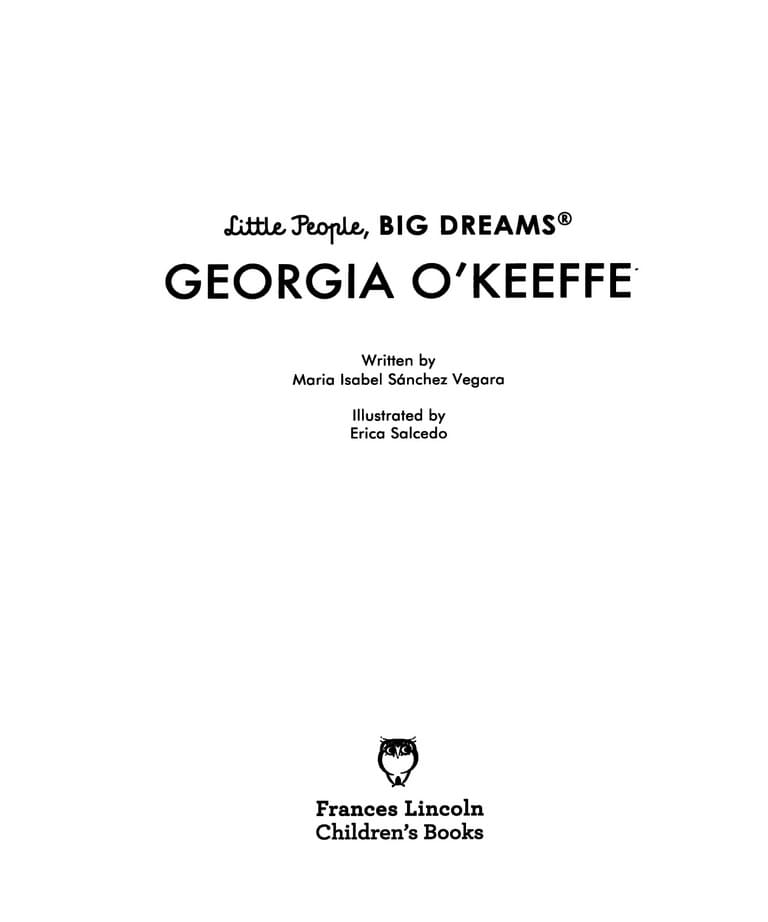 Little People, BIG DREAMS®
GEORGIA O'KEEFFE
Written by
Maria Isabel Sánchez Vegara
Illustrated by
Erica Salcedo
Frances Lincoln
Children's Books